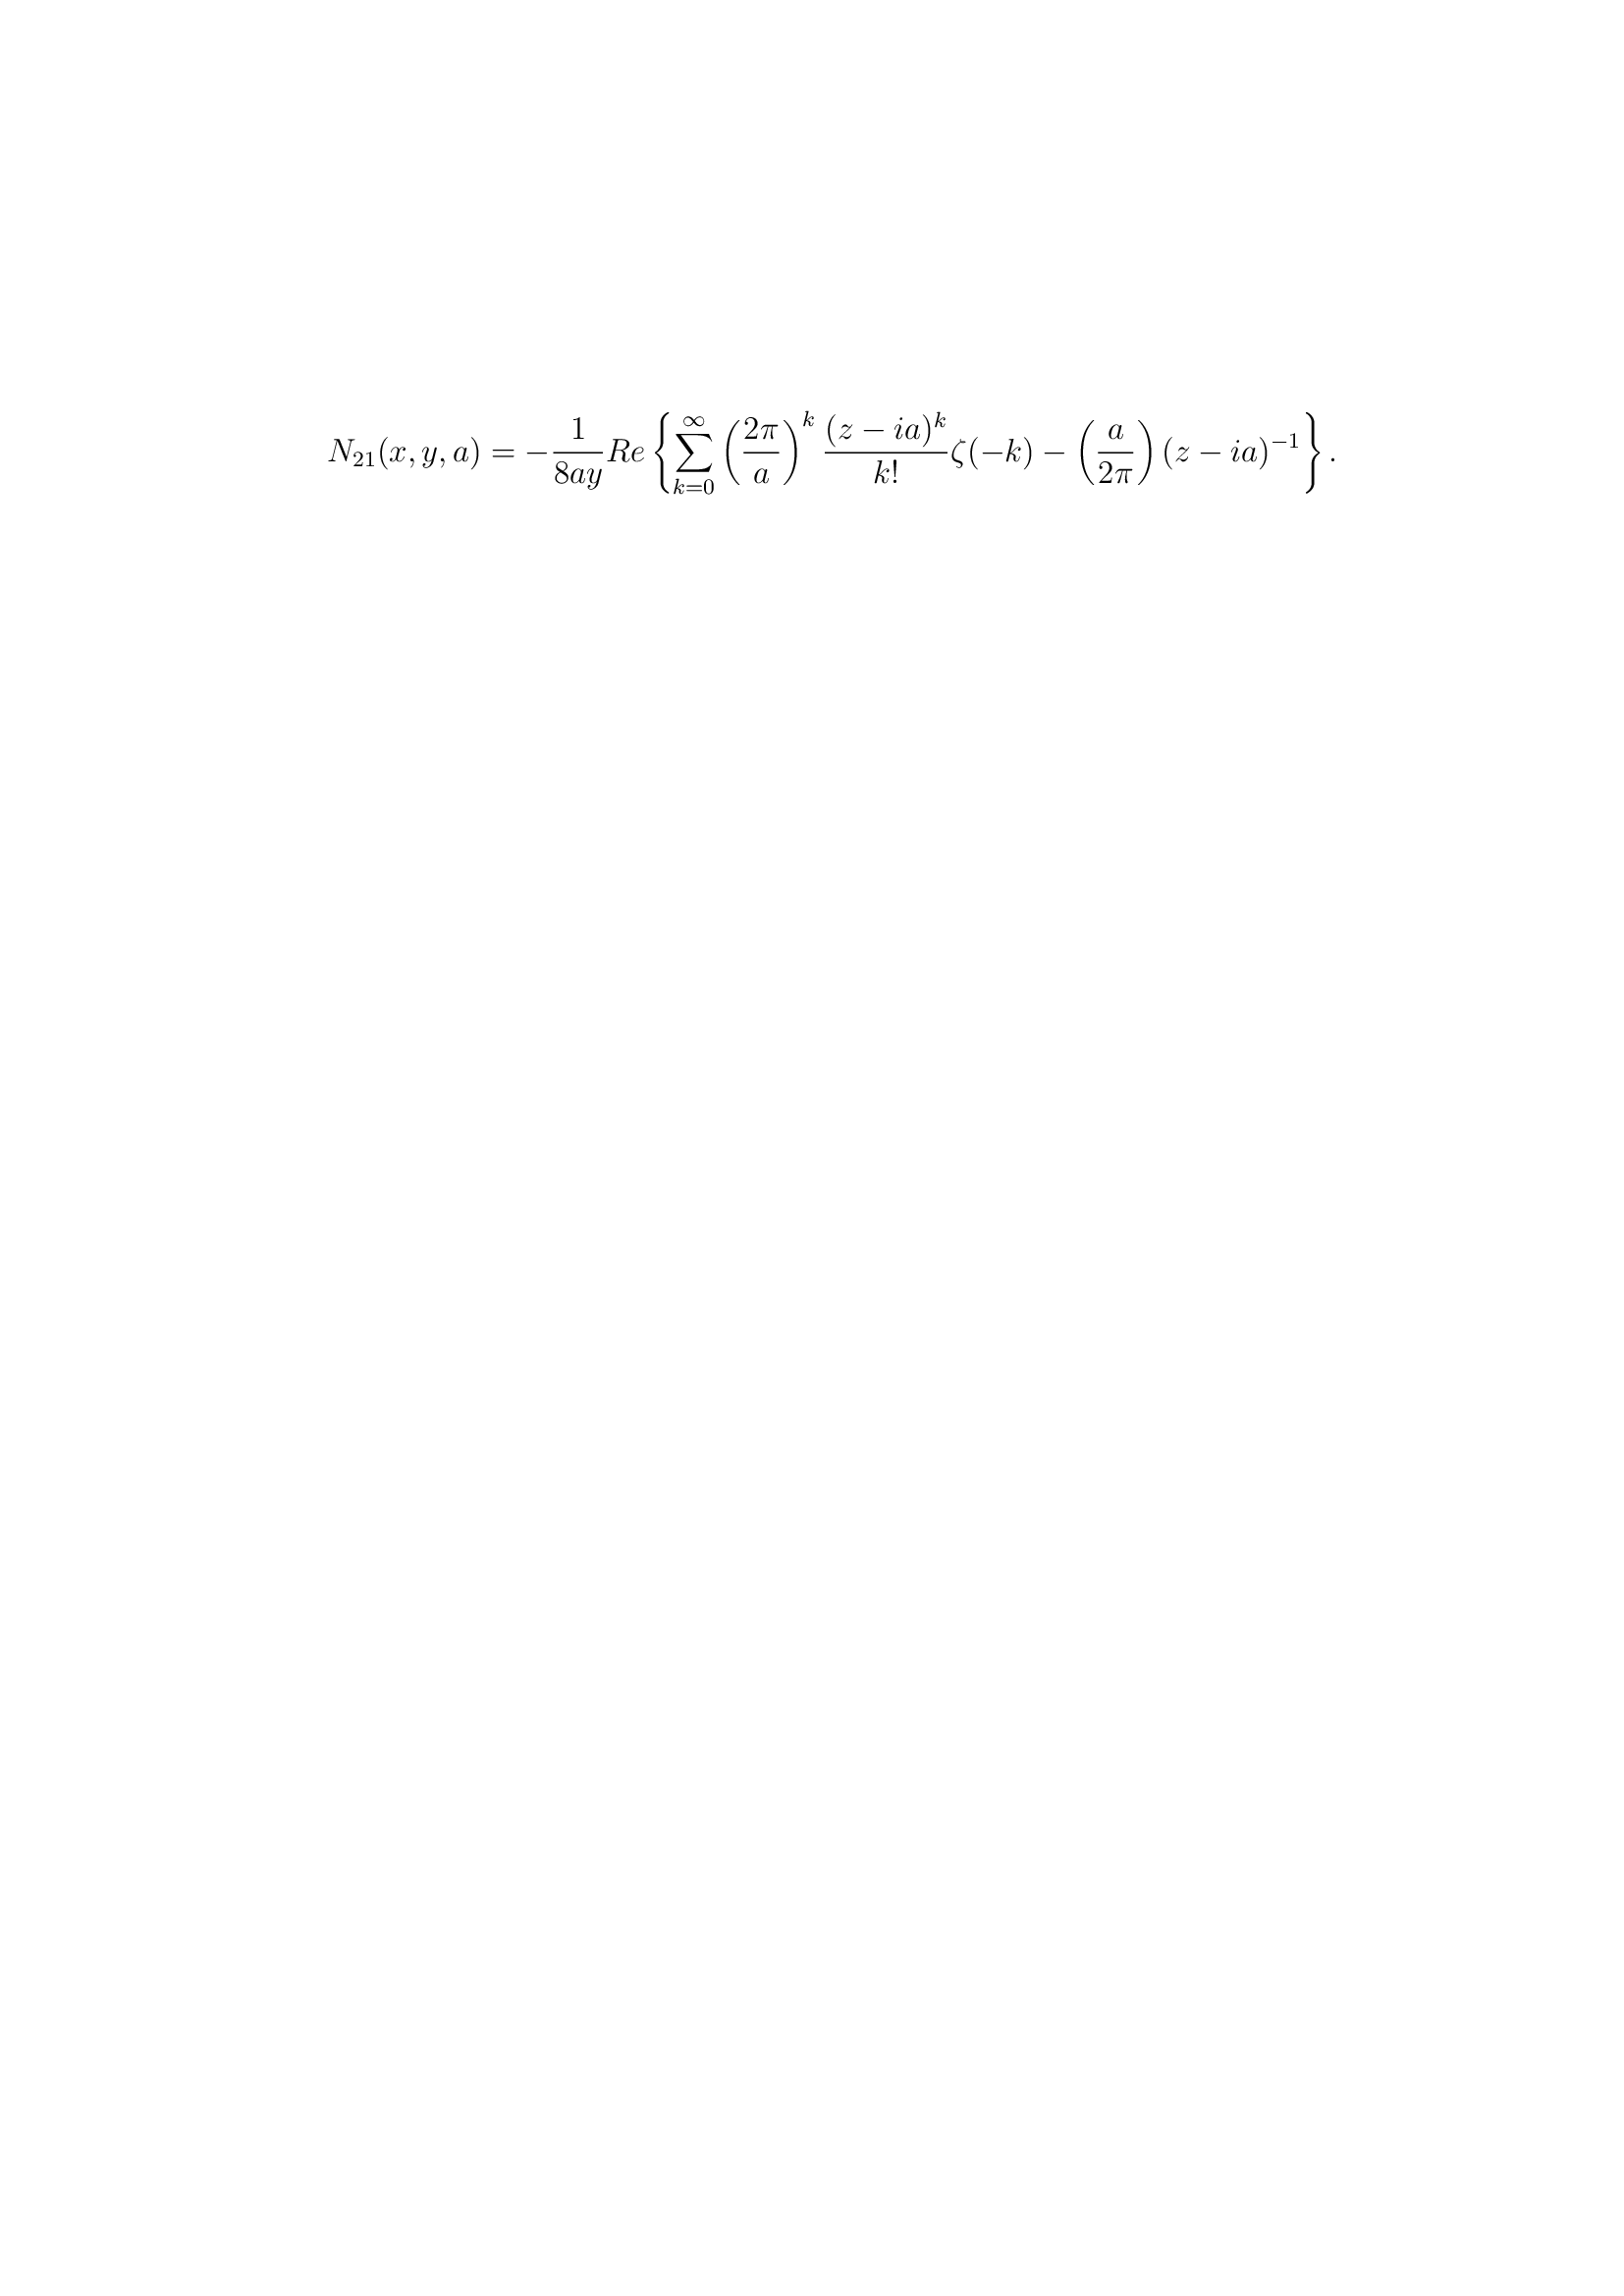 $N_{21}(x, y, a) = -\frac{1}{8ay} Re \left\{ \sum_{k=0}^{\infty} \left( \frac{2\pi}{a} \right)^k \frac{(z - ia)^k}{k!} \zeta(-k) - \left( \frac{a}{2\pi} \right) (z - ia)^{-1} \right\}.$